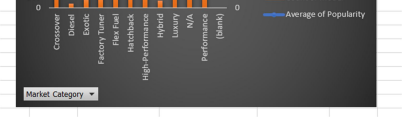 0
0
Crossover
Diesel
Exotic
Factory Tuner
Flex Fuel
Hatchback
High-Performance
Hybrid
Luxury
N/A
Performance
(blank)
Average of Popularity
Market Category